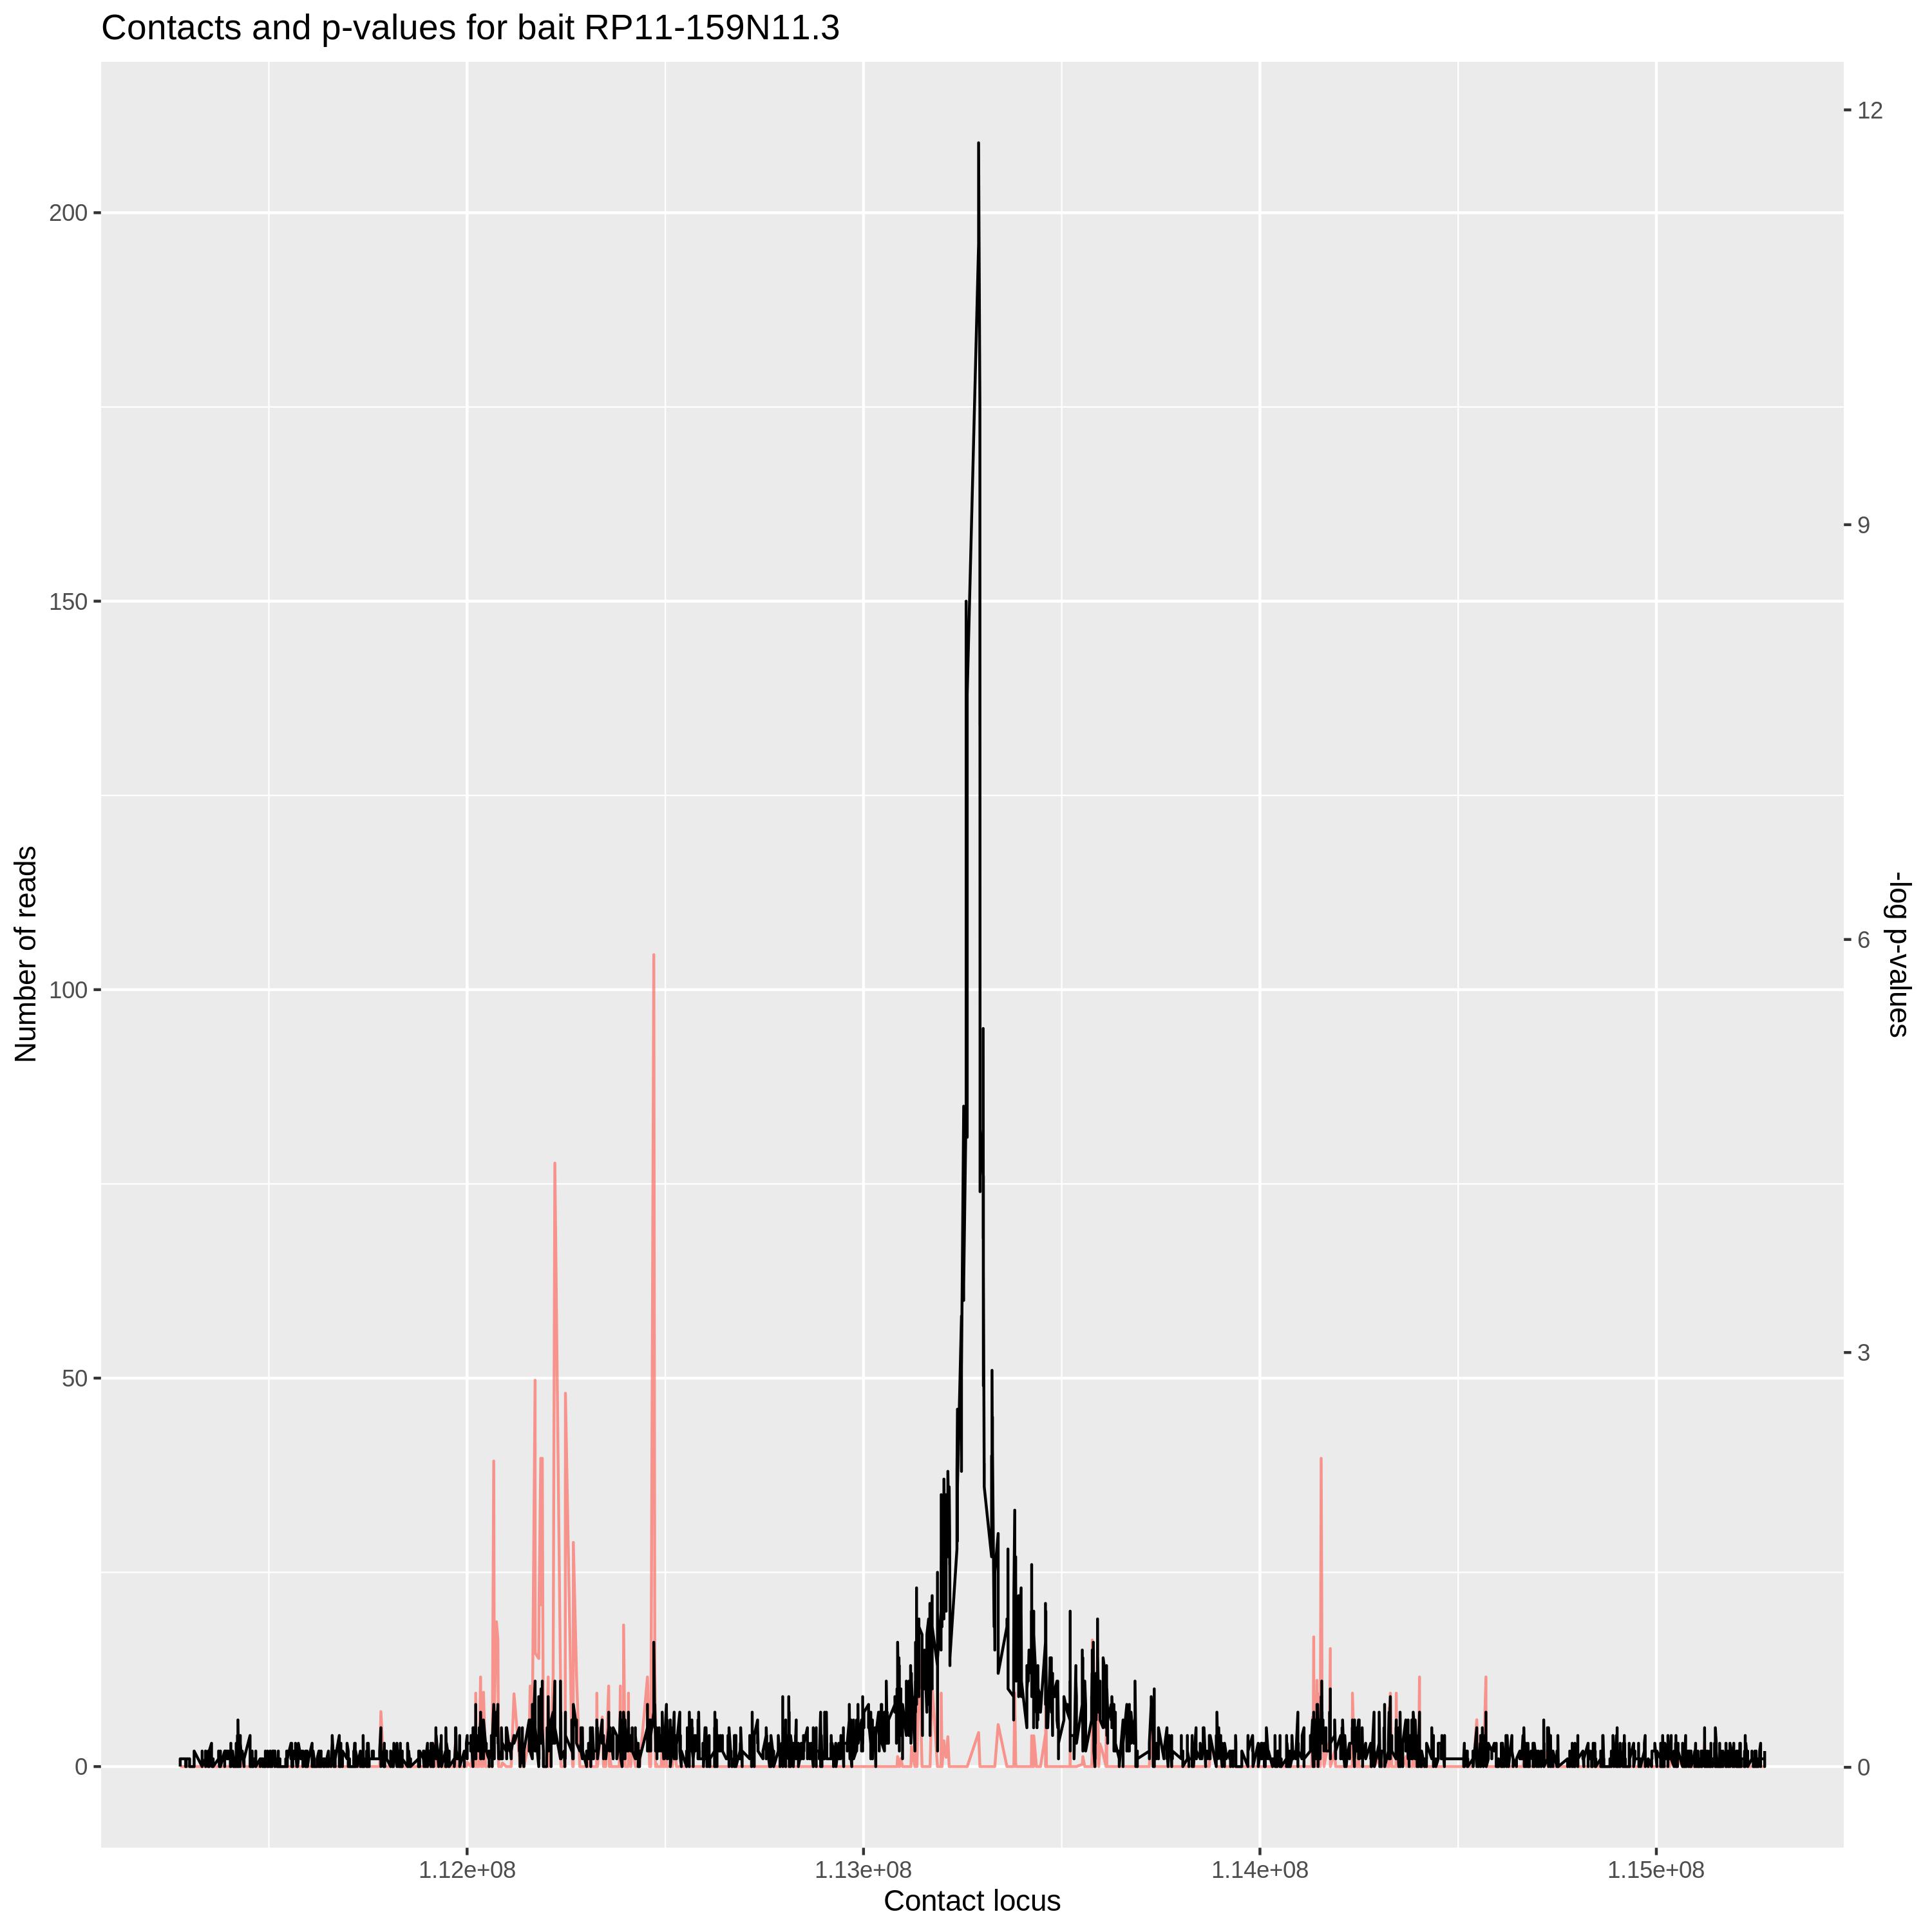 Contacts and p-values for bait RP11-159N11.3
200
150
100
50
0
12
9
6
3
0
Number of reads
-log p-values
1.12e+08
1.13e+08
1.14e+08
1.15e+08
Contact locus